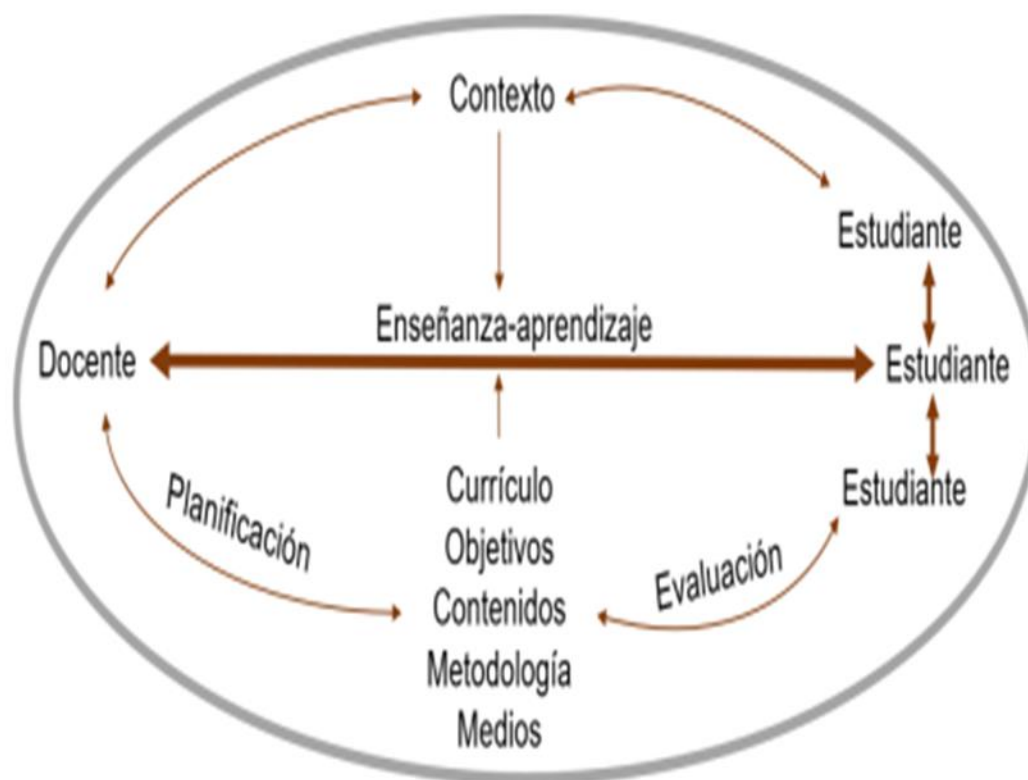 Contexto
Estudiante
Enseñanza-aprendizaje
Docente
Estudiante
Planificación
Currículo
Objetivos
Contenidos
Metodología
Medios
Evaluación
Estudiante